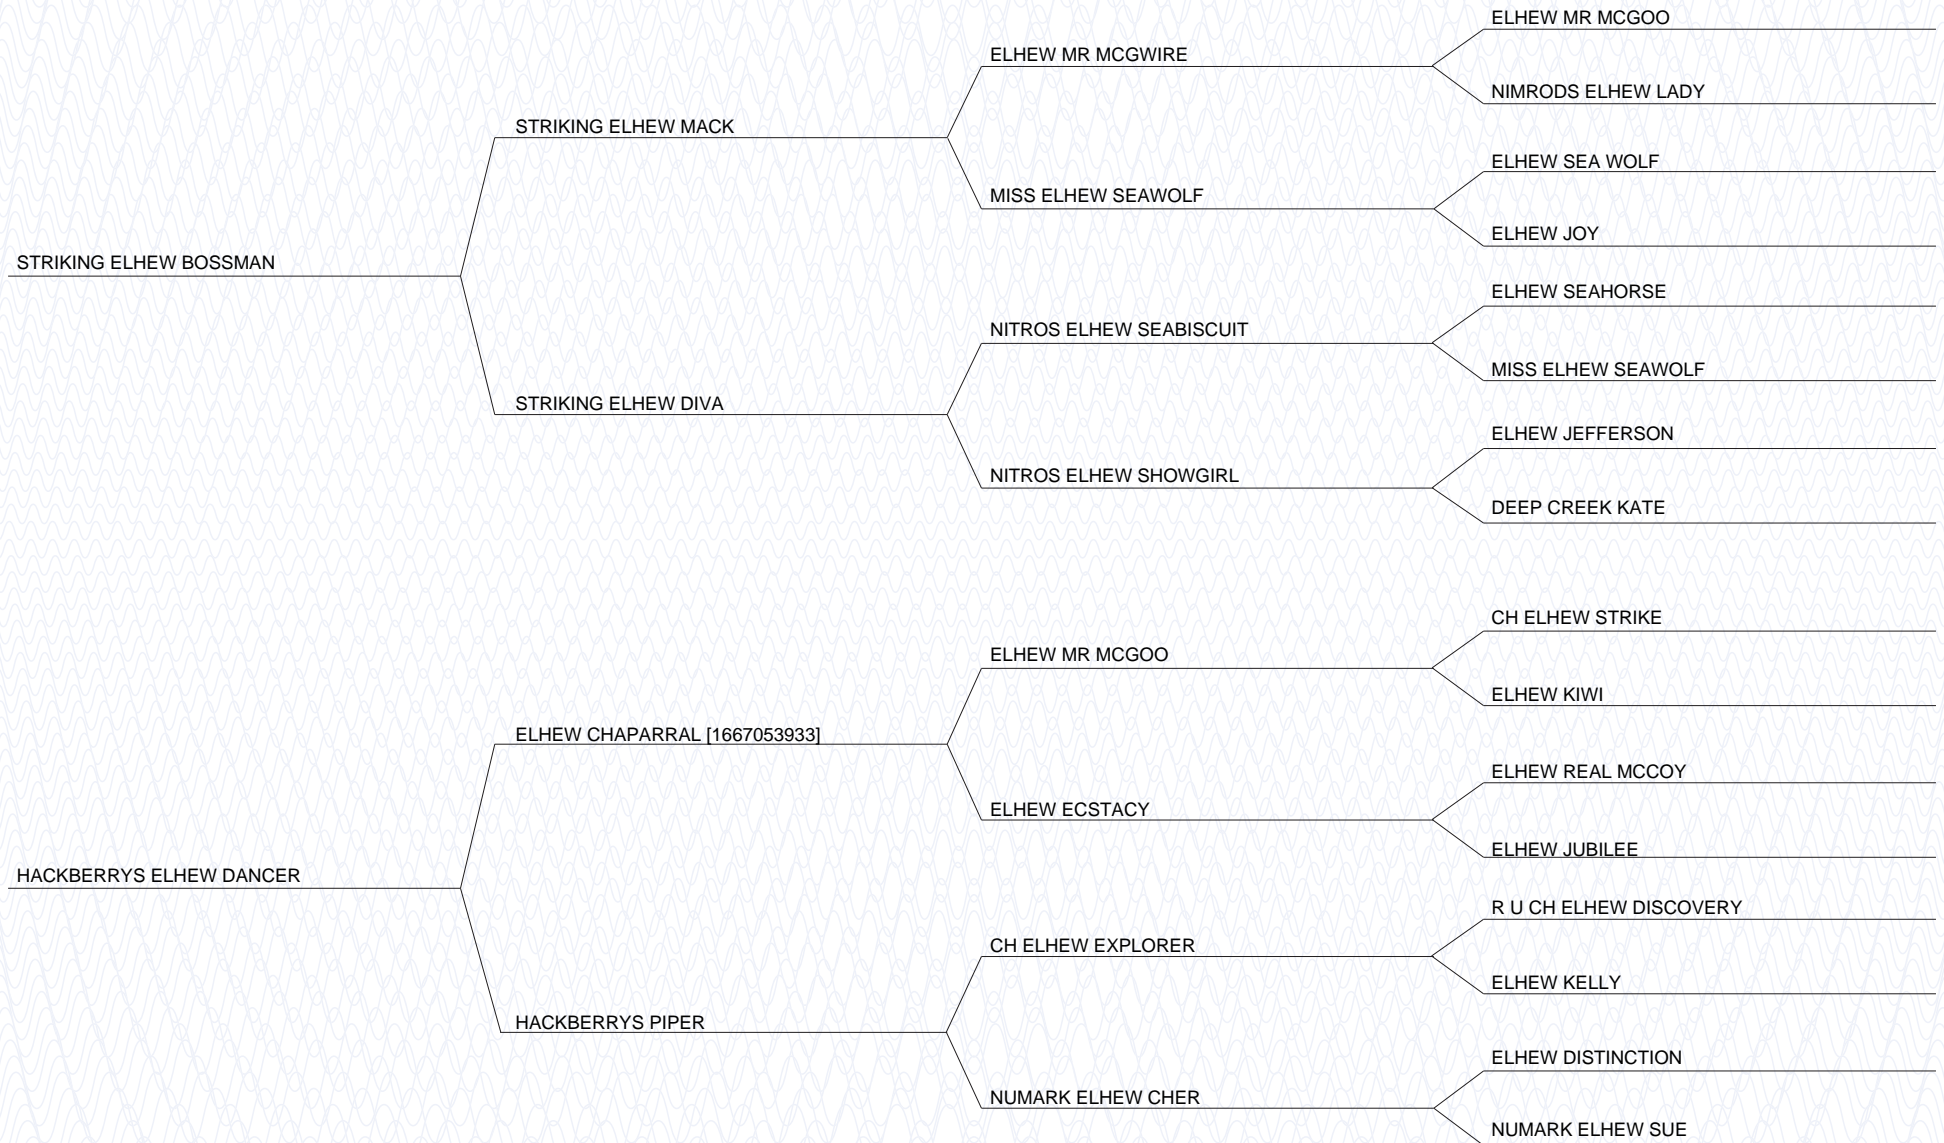 ELHEW MR MCGOO
ELHEW MR MCGWIRE
NIMRODS ELHEW LADY
STRIKING ELHEW MACK
ELHEW SEA WOLF
MISS ELHEW SEAWOLF
ELHEW JOY
STRIKING ELHEW BOSSMAN
ELHEW SEAHORSE
NITROS ELHEW SEABISCUIT
MISS ELHEW SEAWOLF
STRIKING ELHEW DIVA
ELHEW JEFFERSON
NITROS ELHEW SHOWGIRL
DEEP CREEK KATE
CH ELHEW STRIKE
ELHEW MR MCGOO
ELHEW KIWI
ELHEW CHAPARRAL [1667053933]
ELHEW REAL MCCOY
ELHEW ECSTACY
ELHEW JUBILEE
HACKBERRYS ELHEW DANCER
R U CH ELHEW DISCOVERY
CH ELHEW EXPLORER
ELHEW KELLY
HACKBERRYS PIPER
ELHEW DISTINCTION
NUMARK ELHEW CHER
NUMARK ELHEW SUE